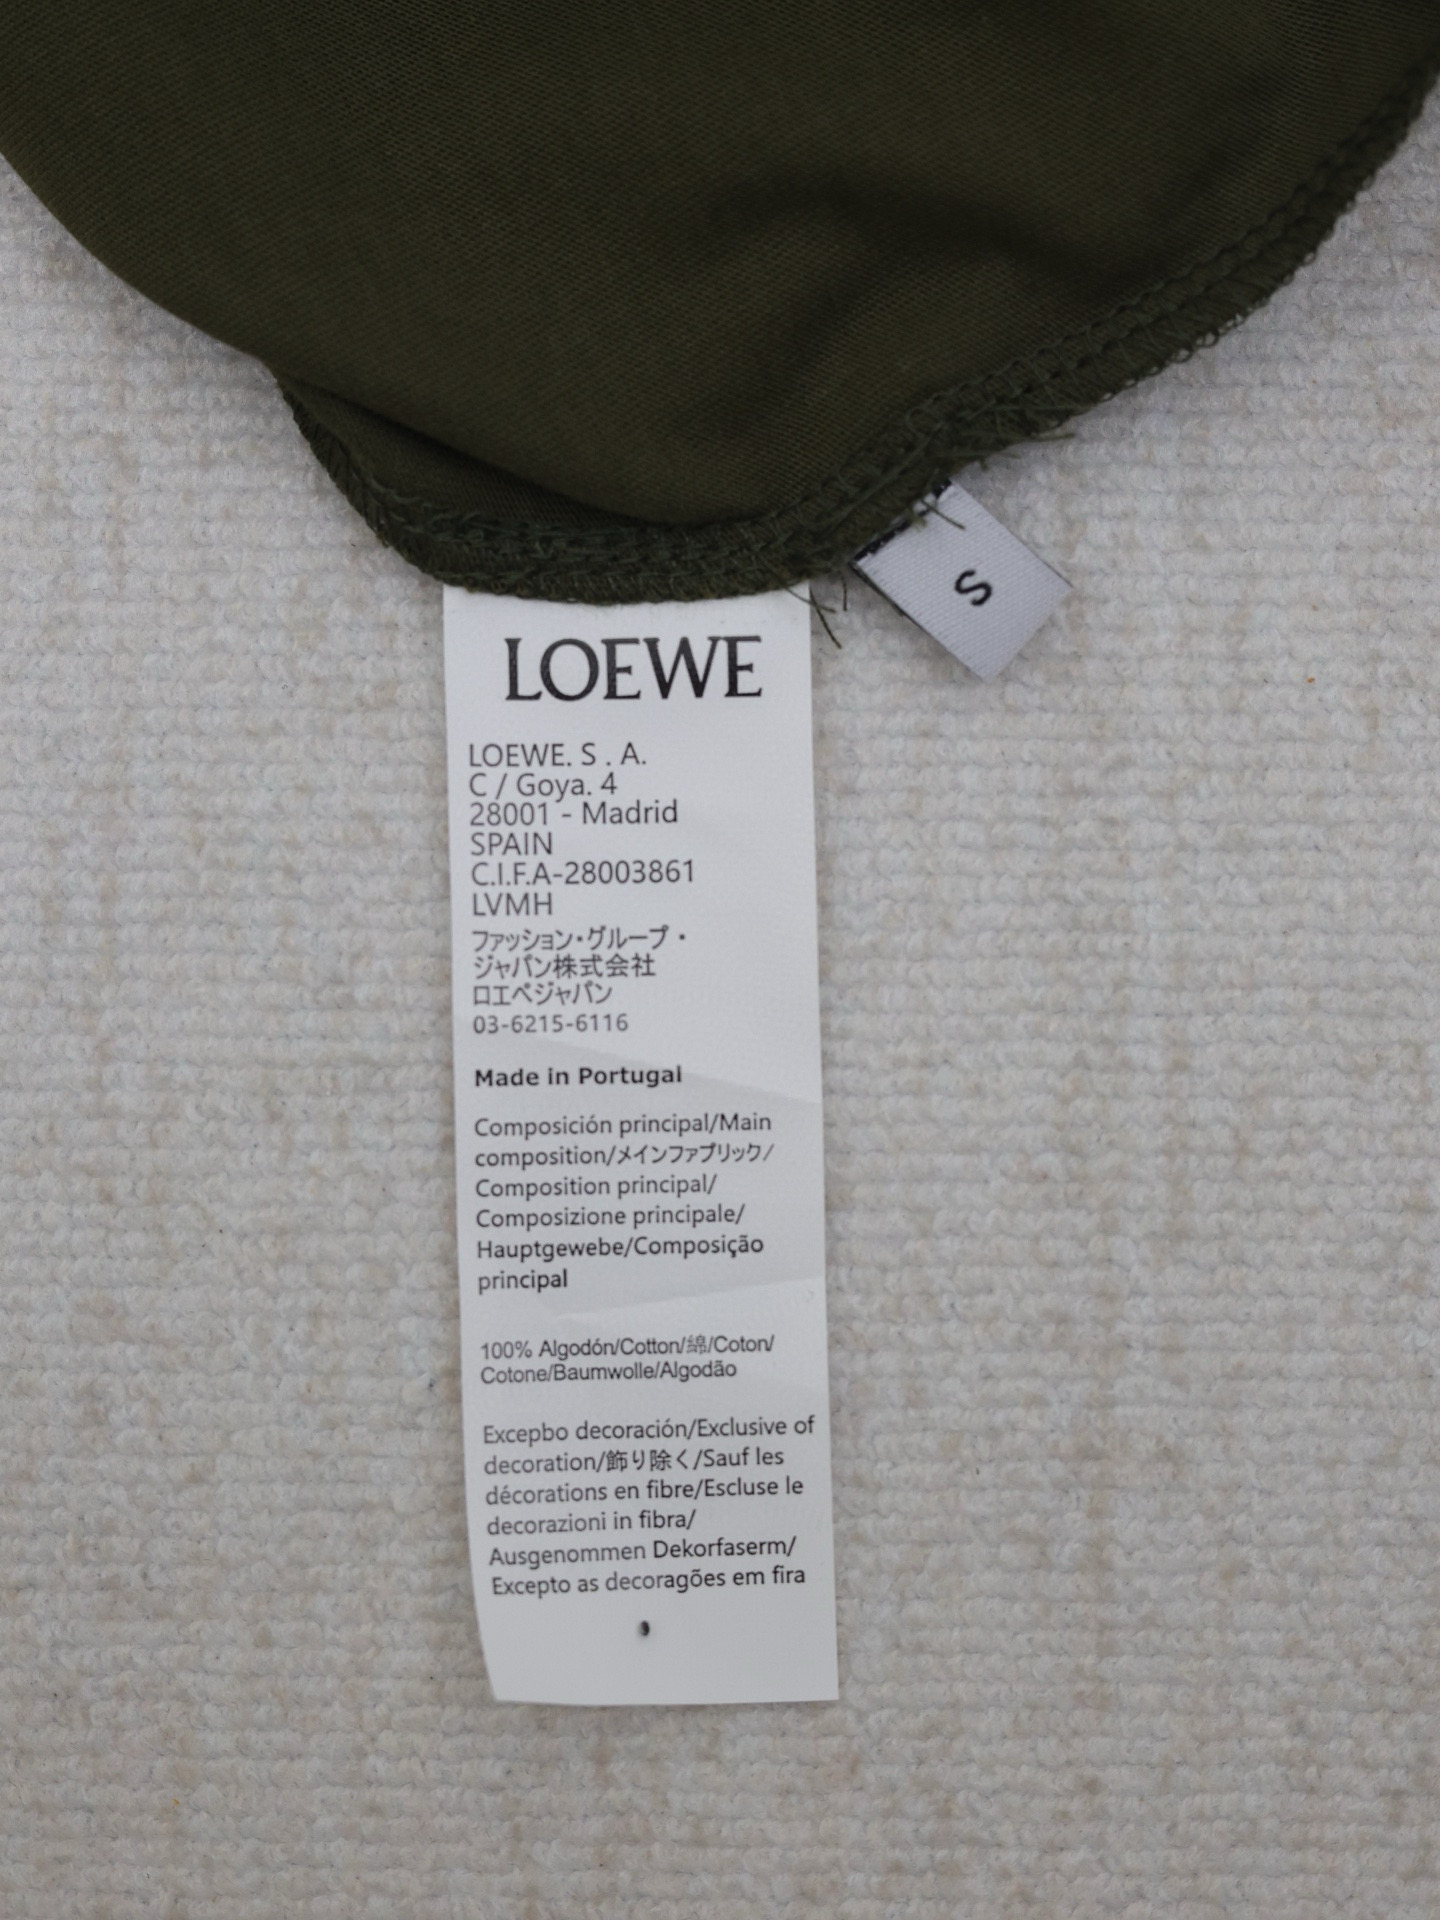 S
LOEWE
LOEWE. S . A.
C / Goya. 4
28001 - Madrid
SPAIN
C.I.F.A-28003861
LVMH
ファッション・グループ・
ジャパン株式会社
ロエベジャパン
03-6215-6116
Made in Portugal
Composición principal/Main
composition/メインファブリック/
Composition principal/
Composizione principale/
Hauptgewebe/Composição
principal
100% Algodón/Cotton/綿/Coton/
Cotone/Baumwolle/Algodão
Excepbo decoración/Exclusive of
decoration/飾り除く/Sauf les
décorations en fibre/Escluse le
decorazioni in fibra/
Ausgenommen Dekorfaserm/
Excepto as decoragões em fira